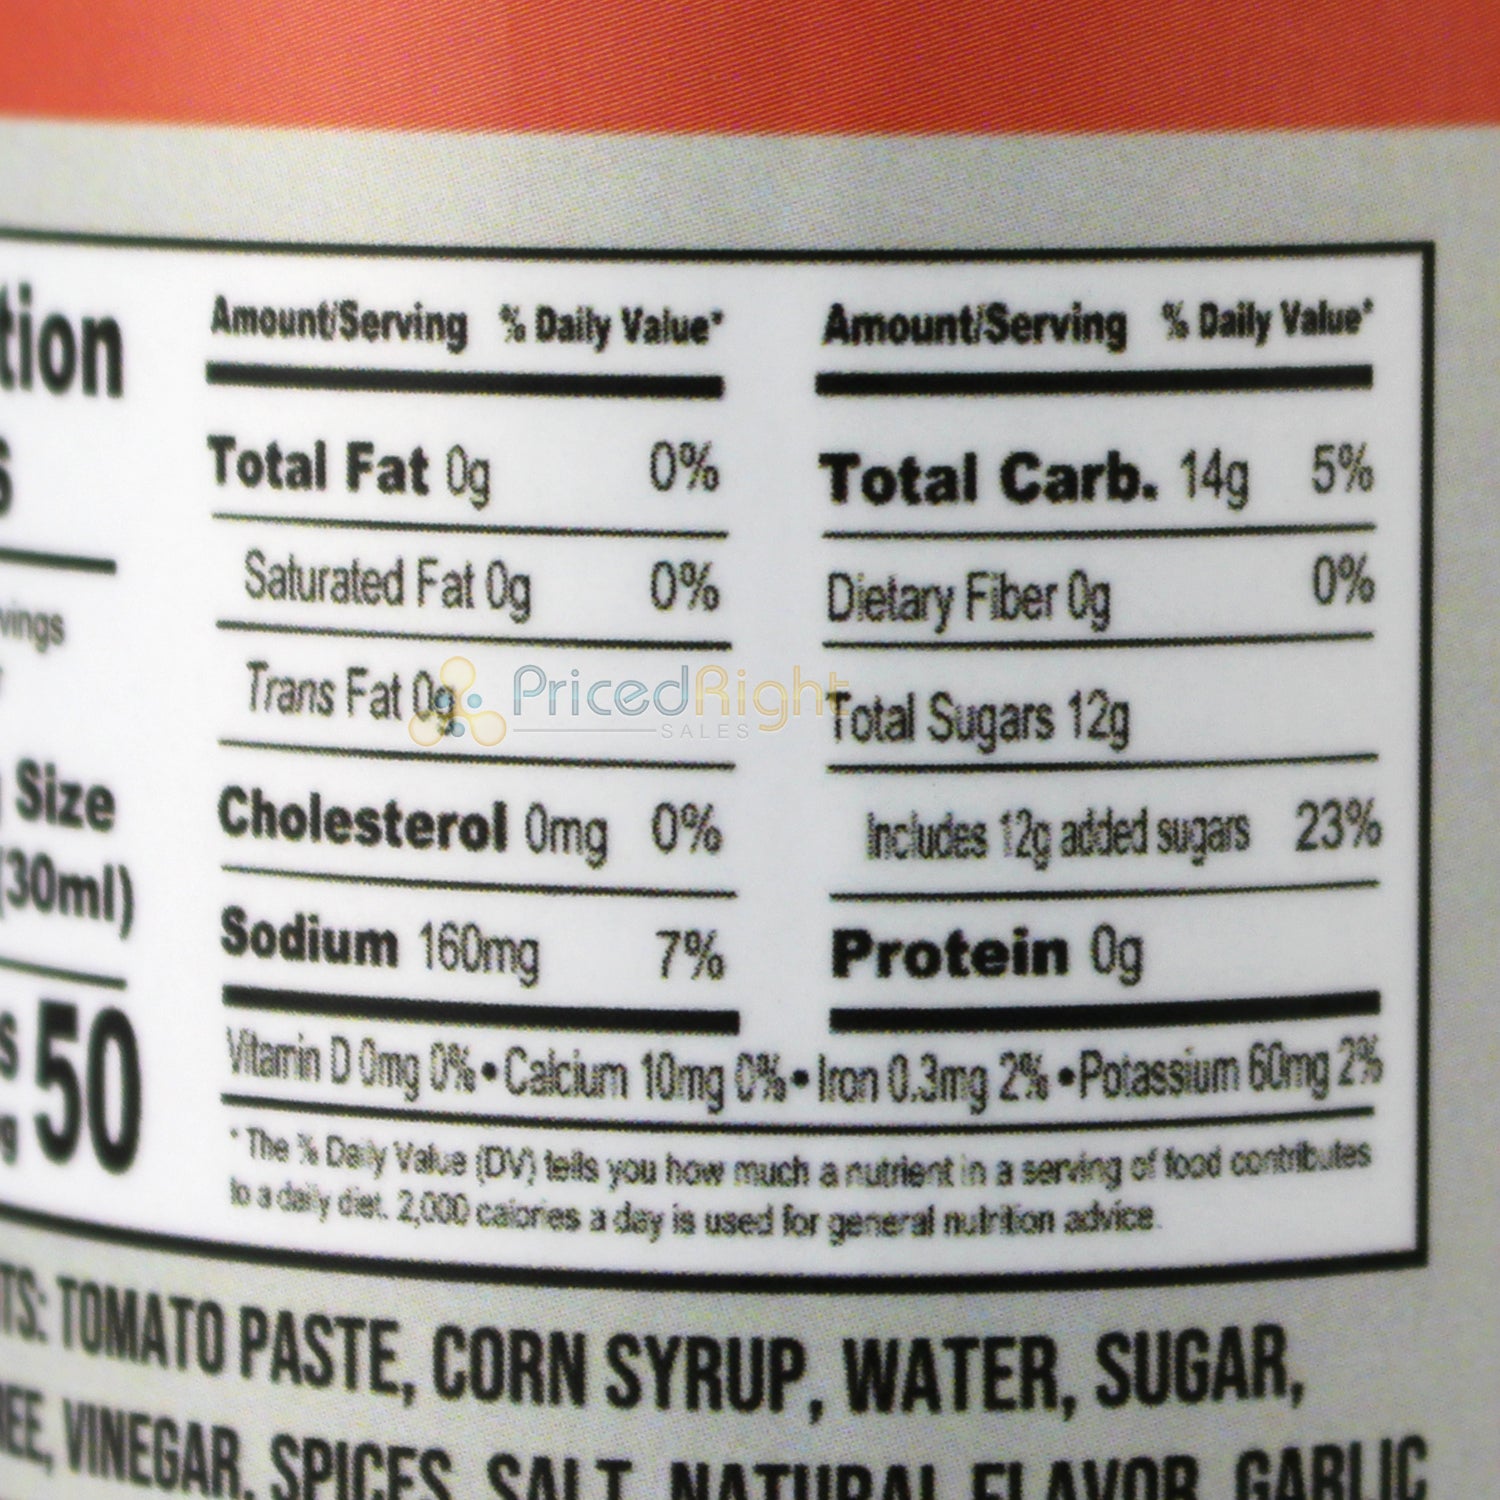 tion
s
vings
Size
(30ml)
s 50
g
Amount/Serving % Daily Value*
Total Fat 0g 0%
Saturated Fat 0g 0%
Trans Fat 0g
Cholesterol 0mg 0%
Sodium 160mg 7%
Amount/Serving % Daily Value*
Total Carb. 14g 5%
Dietary Fiber 0g 0%
Total Sugars 12g
Includes 12g added sugars 23%
Protein 0g
Vitamin D 0mg 0% • Calcium 10mg 0% • Iron 0.3mg 2% • Potassium 60mg 2%
* The % Daily Value (DV) tells you how much a nutrient in a serving of food contributes
to a daily diet. 2,000 calories a day is used for general nutrition advice.
PricedRight
SALES
TS: TOMATO PASTE, CORN SYRUP, WATER, SUGAR,
EE, VINEGAR, SPICES, SALT, NATURAL FLAVOR, GARLIC